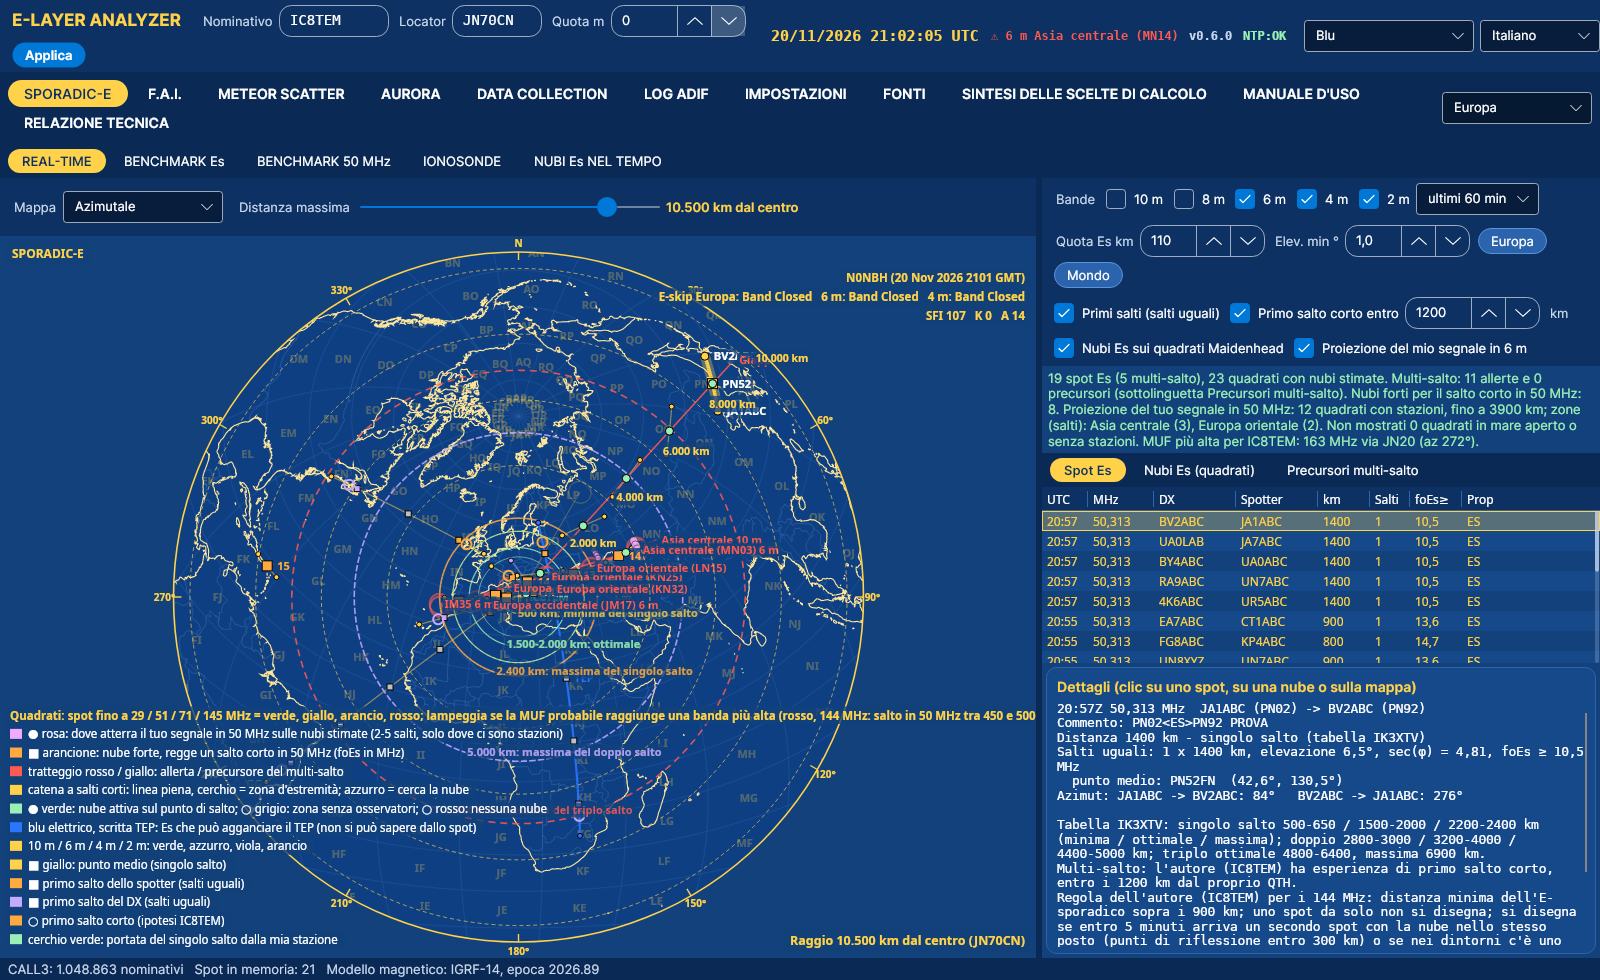 E-LAYER ANALYZER
Nominativo IC8TEM Locator JN70CN Quota m 0
20/11/2026 21:02:05 UTC ⚠ 6 m Asia centrale (MN14) v0.6.0 NTP:OK Blu Italiano
Applica
SPORADIC-E F.A.I. METEOR SCATTER AURORA DATA COLLECTION LOG ADIF IMPOSTAZIONI FONTI SINTESI DELLE SCELTE DI CALCOLO MANUALE D'USO
RELAZIONE TECNICA
Europa
REAL-TIME BENCHMARK Es BENCHMARK 50 MHz IONOSONDE NUBI Es NEL TEMPO
Mappa Azimutale Distanza massima 10.500 km dal centro
SPORADIC-E
N
N0NBH (20 Nov 2026 2101 GMT)
E-skip Europa: Band Closed 6 m: Band Closed 4 m: Band Closed
SFI 107 K 0 A 14
330°
300°
270°
210°
180°
150°
120°
90°
60°
10.000 km
PN52
8.000 km
6.000 km
4.000 km
2.000 km
Asia centrale 10 m
Asia centrale (MN03) 6 m
14
15
Europa orientale (LN15)
Europa orientale (KN25)
Europa orientale (KN32)
IM35 6 m
Europa occidentale (JM17) 6 m
500 km: minima del singolo salto
1.500-2.000 km: ottimale
2.400 km: massima del singolo salto
5.000 km: massima del doppio salto
del triplo salto
Quadrati: spot fino a 29 / 51 / 71 / 145 MHz = verde, giallo, arancio, rosso; lampeggia se la MUF probabile raggiunge una banda più alta (rosso, 144 MHz: salto in 50 MHz tra 450 e 500
● rosa: dove atterra il tuo segnale in 50 MHz sulle nubi stimate (2-5 salti, solo dove ci sono stazioni)
■ arancione: nube forte, regge un salto corto in 50 MHz (foEs in MHz)
tratteggio rosso / giallo: allerta / precursore del multi-salto
catena a salti corti: linea piena, cerchio = zona d'estremità; azzurro = cerca la nube
● verde: nube attiva sul punto di salto; ○ grigio: zona senza osservatori; ○ rosso: nessuna nube
blu elettrico, scritta TEP: Es che può agganciare il TEP (non si può sapere dallo spot)
10 m / 6 m / 4 m / 2 m: verde, azzurro, viola, arancio
■ giallo: punto medio (singolo salto)
■ primo salto dello spotter (salti uguali)
■ primo salto del DX (salti uguali)
○ primo salto corto (ipotesi IC8TEM)
cerchio verde: portata del singolo salto dalla mia stazione
Raggio 10.500 km dal centro (JN70CN)
Bande 10 m 8 m 6 m 4 m 2 m ultimi 60 min
Quota Es km 110 Elev. min ° 1,0 Europa
Mondo
Primi salti (salti uguali) Primo salto corto entro 1200 km
Nubi Es sui quadrati Maidenhead Proiezione del mio segnale in 6 m
19 spot Es (5 multi-salto), 23 quadrati con nubi stimate. Multi-salto: 11 allerte e 0
precursori (sottolinguetta Precursori multi-salto). Nubi forti per il salto corto in 50 MHz:
8. Proiezione del tuo segnale in 50 MHz: 12 quadrati con stazioni, fino a 3900 km; zone
(salti): Asia centrale (3), Europa orientale (2). Non mostrati 0 quadrati in mare aperto o
senza stazioni. MUF più alta per IC8TEM: 163 MHz via JN20 (az 272°).
Spot Es Nubi Es (quadrati) Precursori multi-salto
UTC MHz DX Spotter km Salti foEs≥ Prop
20:57 50,313 BV2ABC JA1ABC 1400 1 10,5 ES
20:57 50,313 UA0LAB JA7ABC 1400 1 10,5 ES
20:57 50,313 BY4ABC UA0ABC 1400 1 10,5 ES
20:57 50,313 RA9ABC UN7ABC 1400 1 10,5 ES
20:57 50,313 4K6ABC UR5ABC 1400 1 10,5 ES
20:55 50,313 EA7ABC CT1ABC 900 1 13,6 ES
20:55 50,313 FG8ABC KP4ABC 800 1 14,7 ES
20:55 50,313 UN8XYZ UN7ABC 900 1 13,6 ES
Dettagli (clic su uno spot, su una nube o sulla mappa)
20:57Z 50,313 MHz JA1ABC (PN02) -> BV2ABC (PN92)
Commento: PN02<ES>PN92 PROVA
Distanza 1400 km - singolo salto (tabella IK3XTV)
Salti uguali: 1 x 1400 km, elevazione 6,5°, sec(φ) = 4,81, foEs ≥ 10,5
MHz
punto medio: PN52FN (42,6°, 130,5°)
Azimut: JA1ABC -> BV2ABC: 84° BV2ABC -> JA1ABC: 276°
Tabella IK3XTV: singolo salto 500-650 / 1500-2000 / 2200-2400 km
(minima / ottimale / massima); doppio 2800-3000 / 3200-4000 /
4400-5000 km; triplo ottimale 4800-6400, massima 6900 km.
Multi-salto: l'autore (IC8TEM) ha esperienza di primo salto corto,
entro i 1200 km dal proprio QTH.
Regola dell'autore (IC8TEM) per i 144 MHz: distanza minima dell'E-
sporadico sopra i 900 km; uno spot da solo non si disegna; si disegna
se entro 5 minuti arriva un secondo spot con la nube nello stesso
posto (punti di riflessione entro 300 km) o se nei dintorni c'è uno
CALL3: 1.048.863 nominativi Spot in memoria: 21 Modello magnetico: IGRF-14, epoca 2026.89